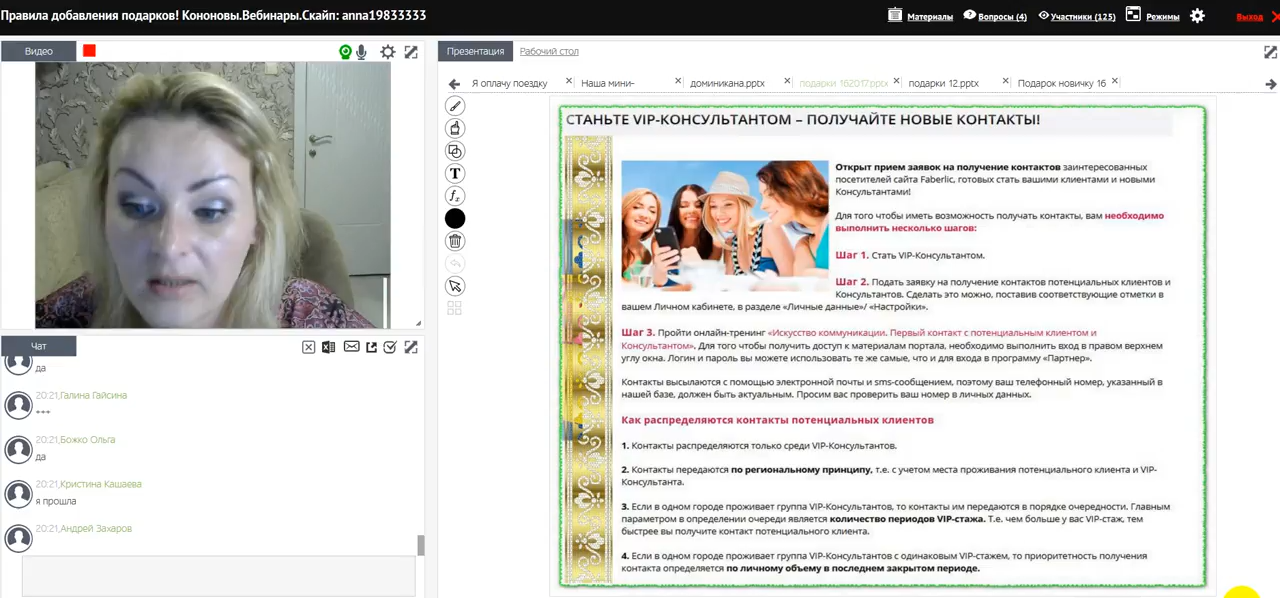 Правила добавления подарков! Кононовы.Вебинары.Скайп: anna19833333
Материалы
Вопросы (4)
Участники (125)
Режимы
Выход
Видео
Презентация
Рабочий стол
Я оплачу поездку
Наша мини-
доминикана.pptx
подарки 162017.pptx
подарки 12.pptx
Подарок новичку 16
СТАНЬТЕ VIP-КОНСУЛЬТАНТОМ – ПОЛУЧАЙТЕ НОВЫЕ КОНТАКТЫ!
Открыт прием заявок на получение контактов заинтересованных
посетителей сайта Faberlic, готовых стать вашими клиентами и новыми
Консультантами!
Для того чтобы иметь возможность получать контакты, вам необходимо
выполнить несколько шагов:
Шаг 1. Стать VIP-Консультантом.
Шаг 2. Подать заявку на получение контактов потенциальных клиентов и
Консультантов. Сделать это можно, поставив соответствующие отметки в
вашем Личном кабинете, в разделе «Личные данные»/ «Настройки».
Шаг 3. Пройти онлайн-тренинг «Искусство коммуникации. Первый контакт с потенциальным клиентом и
Консультантом». Для того чтобы получить доступ к материалам портала, необходимо выполнить вход в правом верхнем
углу окна. Логин и пароль вы можете использовать те же самые, что и для входа в программу «Партнер».
Контакты высылаются с помощью электронной почты и sms-сообщением, поэтому ваш телефонный номер, указанный в
нашей базе, должен быть актуальным. Просим вас проверить ваш номер в личных данных.
Как распределяются контакты потенциальных клиентов
1. Контакты распределяются только среди VIP-Консультантов.
2. Контакты передаются по региональному принципу, т.е. с учетом места проживания потенциального клиента и VIP-
Консультанта.
3. Если в одном городе проживает группа VIP-Консультантов, то контакты им передаются в порядке очередности. Главным
параметром в определении очереди является количество периодов VIP-стажа. Т.е. чем больше у вас VIP-стаж, тем
быстрее вы получите контакт потенциального клиента.
4. Если в одном городе проживает группа VIP-Консультантов с одинаковым VIP-стажем, то приоритетность получения
контакта определяется по личному объему в последнем закрытом периоде.
Чат
да
20:21,Галина Гайсина
+++
20:21,Божко Ольга
да
20:21,Кристина Кашаева
я прошла
20:21,Андрей Захаров